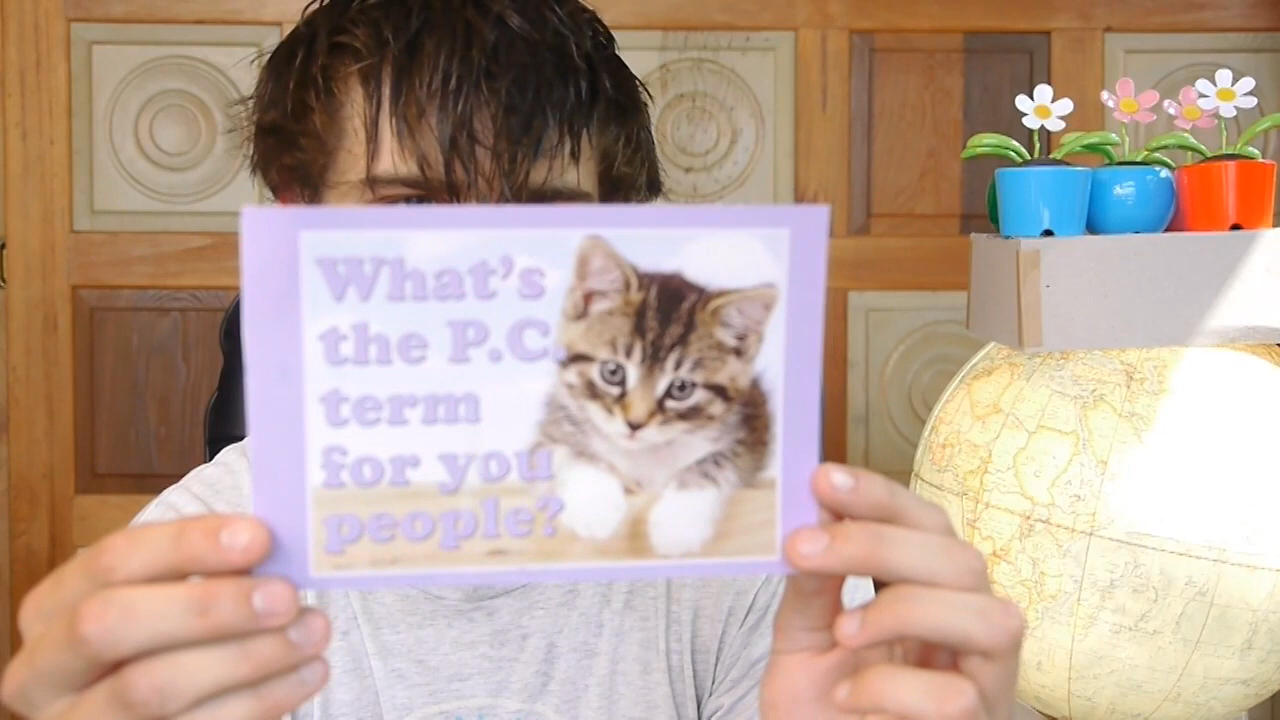 What's
the P.C.
term
for you
people?